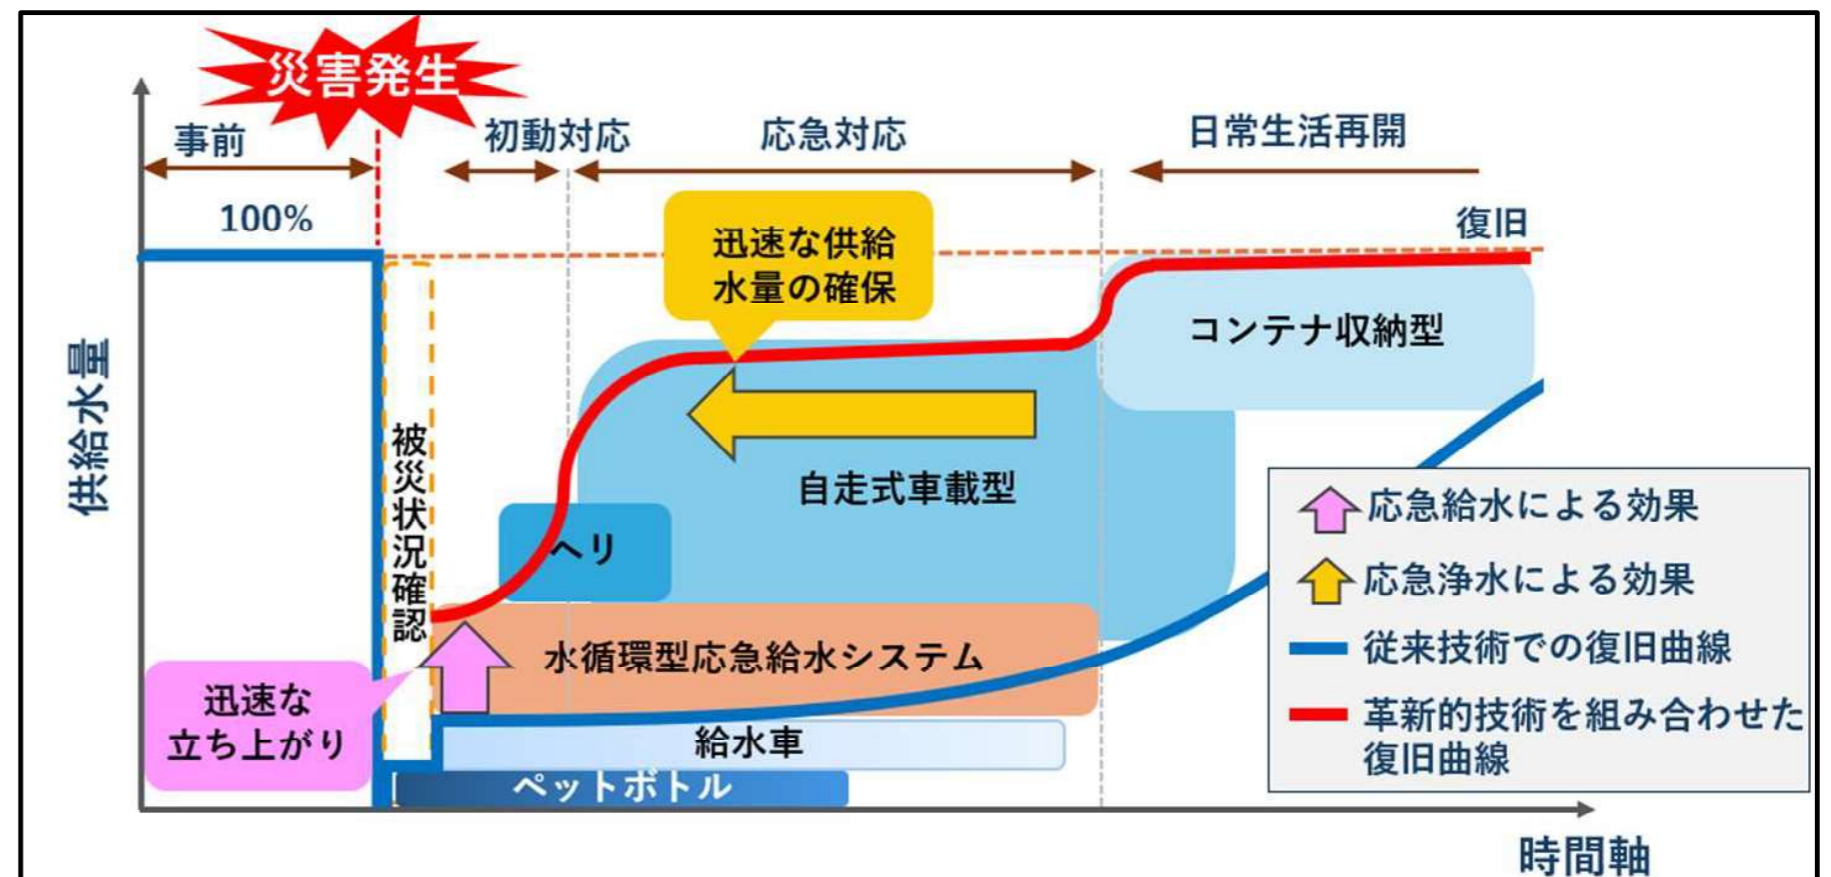 災害発生
事前
初動対応
応急対応
日常生活再開
100%
復旧
迅速な供給
水量の確保
コンテナ収納型
供給水量
被災状況確認
自走式車載型
ヘリ
水循環型応急給水システム
迅速な
立ち上がり
給水車
ペットボトル
応急給水による効果
応急浄水による効果
従来技術での復旧曲線
革新的技術を組み合わせた
復旧曲線
時間軸